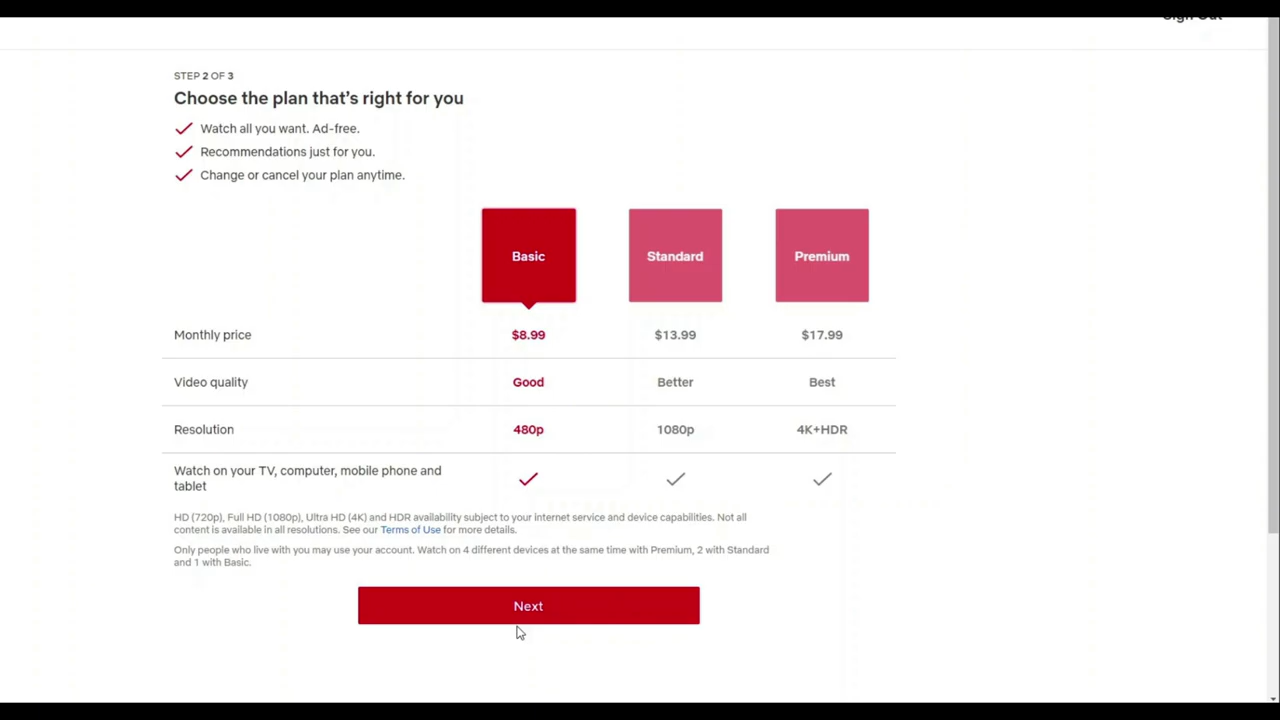 Sign Out
STEP 2 OF 3
Choose the plan that's right for you
Watch all you want. Ad-free.
Recommendations just for you.
Change or cancel your plan anytime.
Basic Standard Premium
Monthly price $8.99 $13.99 $17.99
Video quality Good Better Best
Resolution 480p 1080p 4K+HDR
Watch on your TV, computer, mobile phone and
tablet
HD (720p), Full HD (1080p), Ultra HD (4K) and HDR availability subject to your internet service and device capabilities. Not all
content is available in all resolutions. See our Terms of Use for more details.
Only people who live with you may use your account. Watch on 4 different devices at the same time with Premium, 2 with Standard
and 1 with Basic.
Next